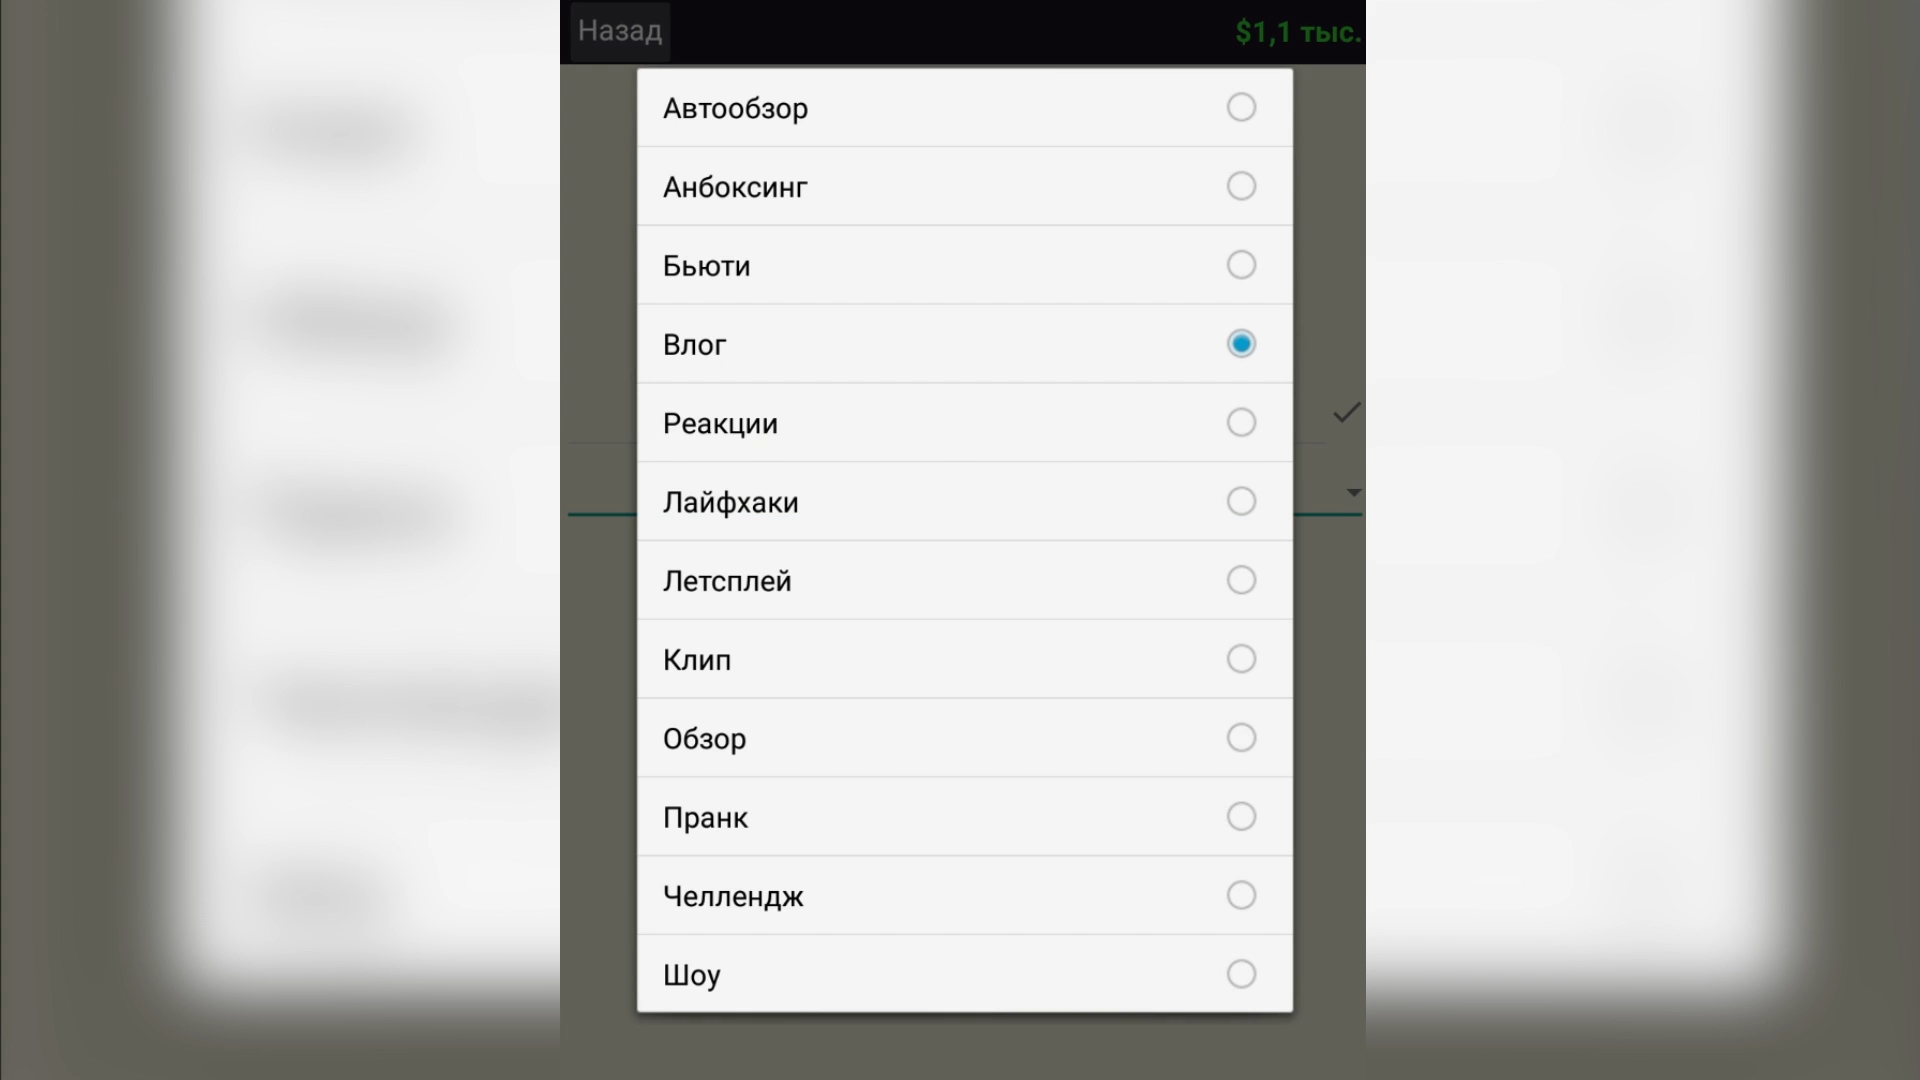 Назад
$1,1 тыс.
Автообзор
Анбоксинг
Бьюти
Влог
Реакции
Лайфхаки
Летсплей
Клип
Обзор
Пранк
Челлендж
Шоу